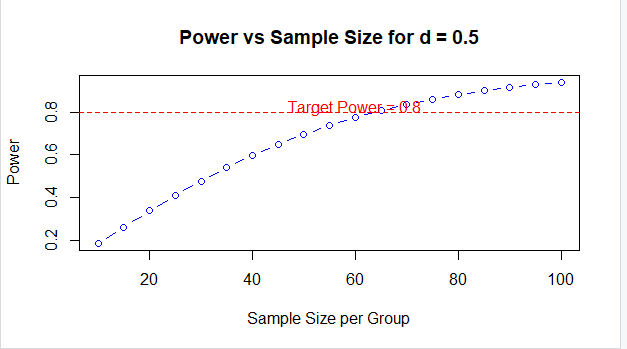 Power vs Sample Size for d = 0.5
Target Power = 0.8
Power
0.8
0.6
0.4
0.2
20 40 60 80 100
Sample Size per Group